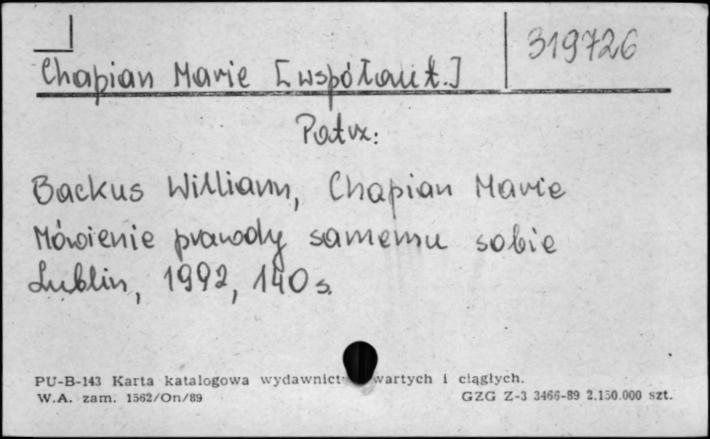 319726
Chapian Marie [współaut.]
Patrz:
Backus William, Chapian Marie
Mówienie prawdy samemu sobie
Lublin, 1992, 140 s.
PU-B-143 Karta katalogowa wydawnict wartych i ciągłych.
W.A. zam. 1562/On/89 GZG Z-3 3466-89 2.150.000 szt.